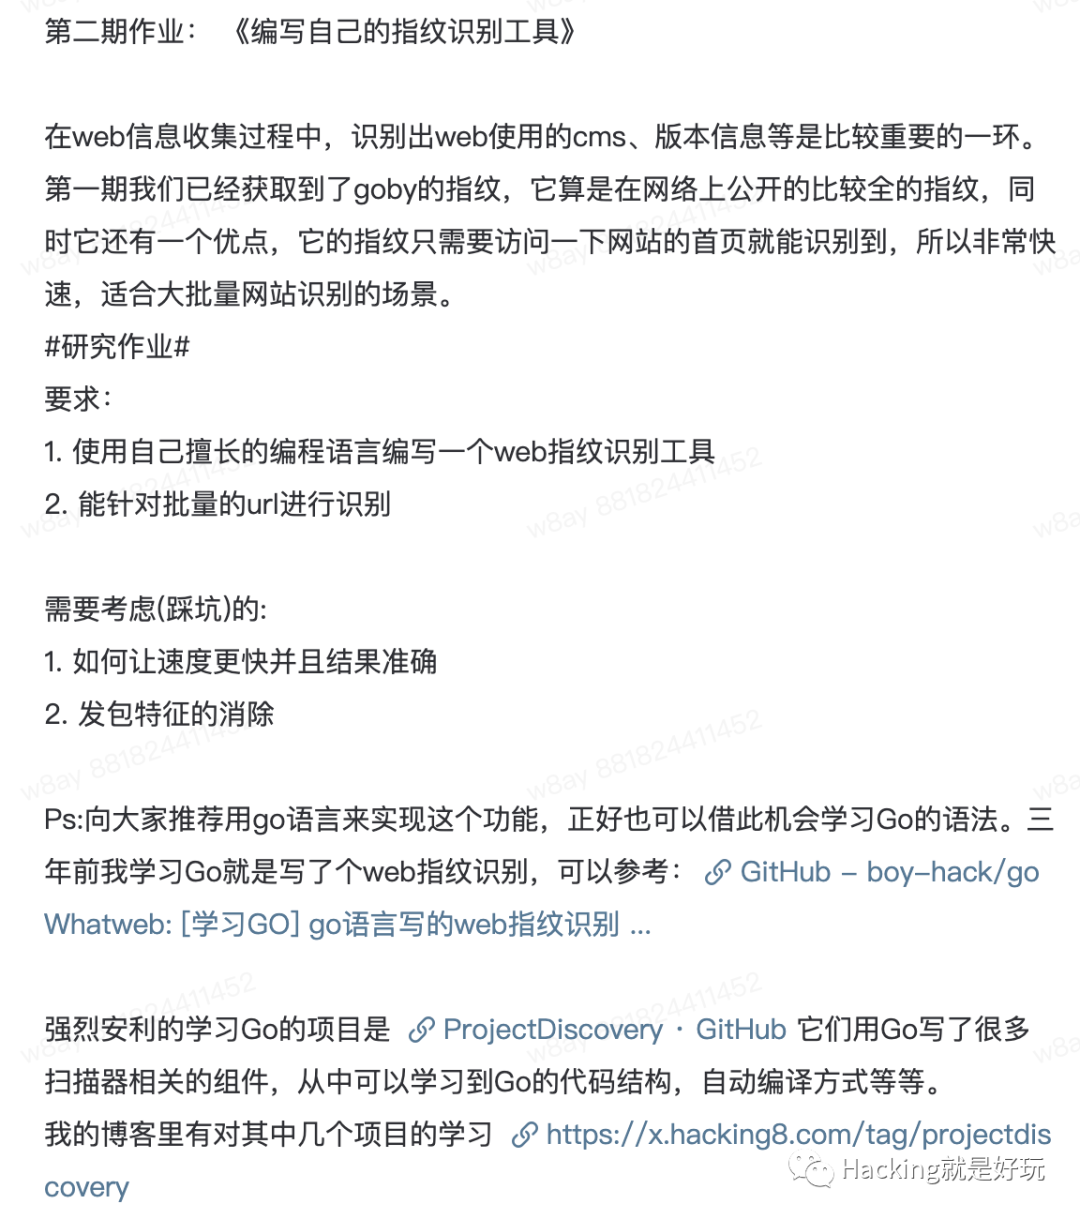 第二期作业： 《编写自己的指纹识别工具》
在web信息收集过程中，识别出web使用的cms、版本信息等是比较重要的一环。
第一期我们已经获取到了goby的指纹，它算是在网络上公开的比较全的指纹，同
时它还有一个优点，它的指纹只需要访问一下网站的首页就能识别到，所以非常快
速，适合大批量网站识别的场景。
#研究作业#
要求：
1. 使用自己擅长的编程语言编写一个web指纹识别工具
2. 能针对批量的url进行识别
需要考虑(踩坑)的:
1. 如何让速度更快并且结果准确
2. 发包特征的消除
Ps:向大家推荐用go语言来实现这个功能，正好也可以借此机会学习Go的语法。三
年前我学习Go就是写了个web指纹识别，可以参考： GitHub - boy-hack/go
Whatweb: [学习GO] go语言写的web指纹识别 ...
强烈安利的学习Go的项目是 ProjectDiscovery · GitHub 它们用Go写了很多
扫描器相关的组件，从中可以学习到Go的代码结构，自动编译方式等等。
我的博客里有对其中几个项目的学习 https://x.hacking8.com/tag/projectdis
covery
Hacking就是好玩
w8ay 881824411452